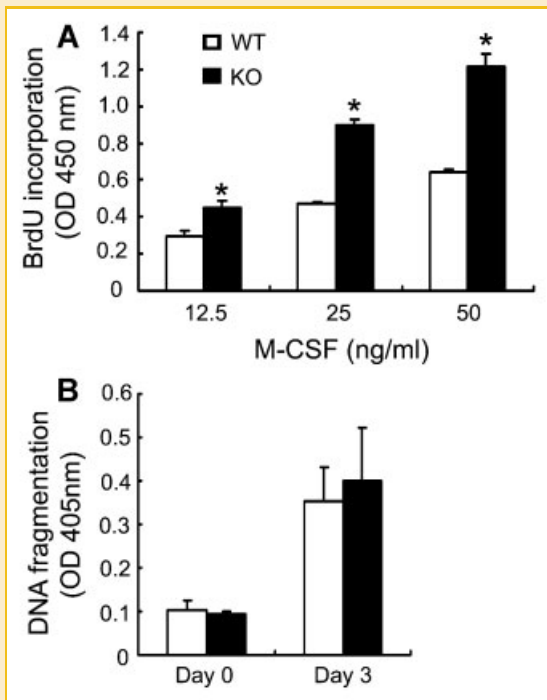 A
BrdU incorporation
(OD 450 nm)
1.4
1.2
1.0
0.8
0.6
0.4
0.2
0
WT
KO
*
*
*
12.5 25 50
M-CSF (ng/ml)
B
DNA fragmentation
(OD 405nm)
0.6
0.5
0.4
0.3
0.2
0.1
0
Day 0 Day 3